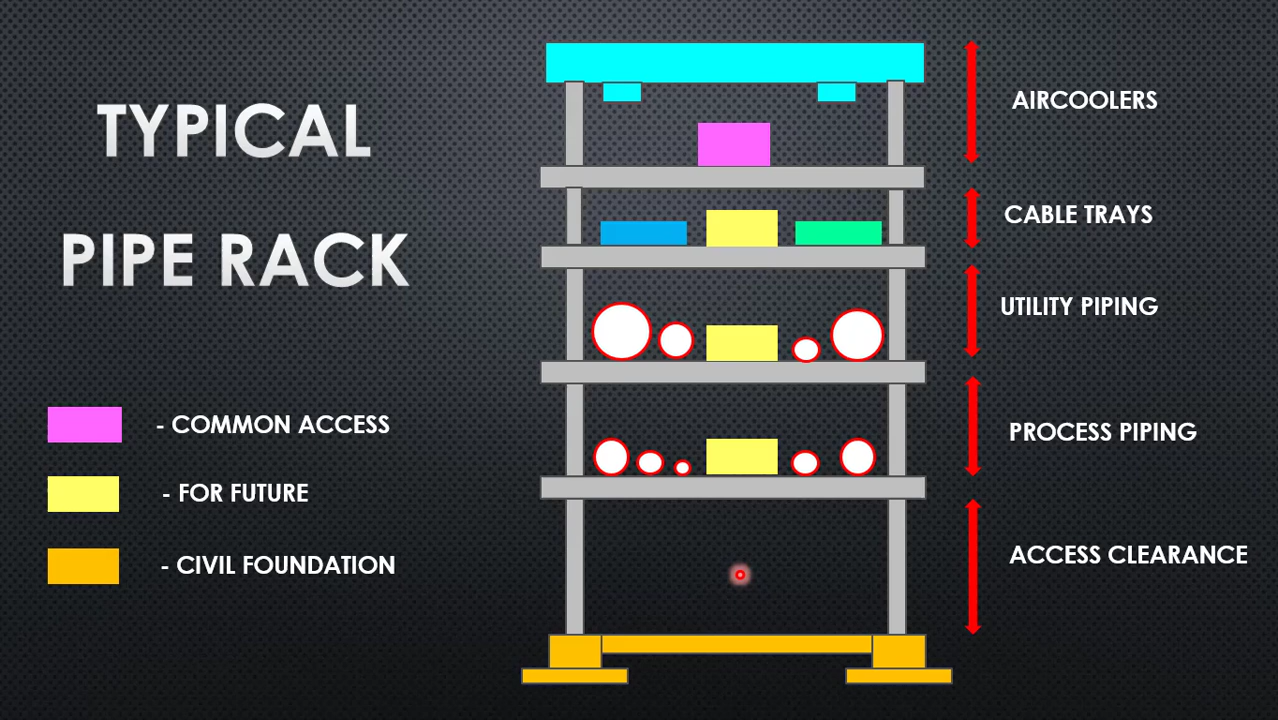 TYPICAL
PIPE RACK
- COMMON ACCESS
- FOR FUTURE
- CIVIL FOUNDATION
AIRCOOLERS
CABLE TRAYS
UTILITY PIPING
PROCESS PIPING
ACCESS CLEARANCE